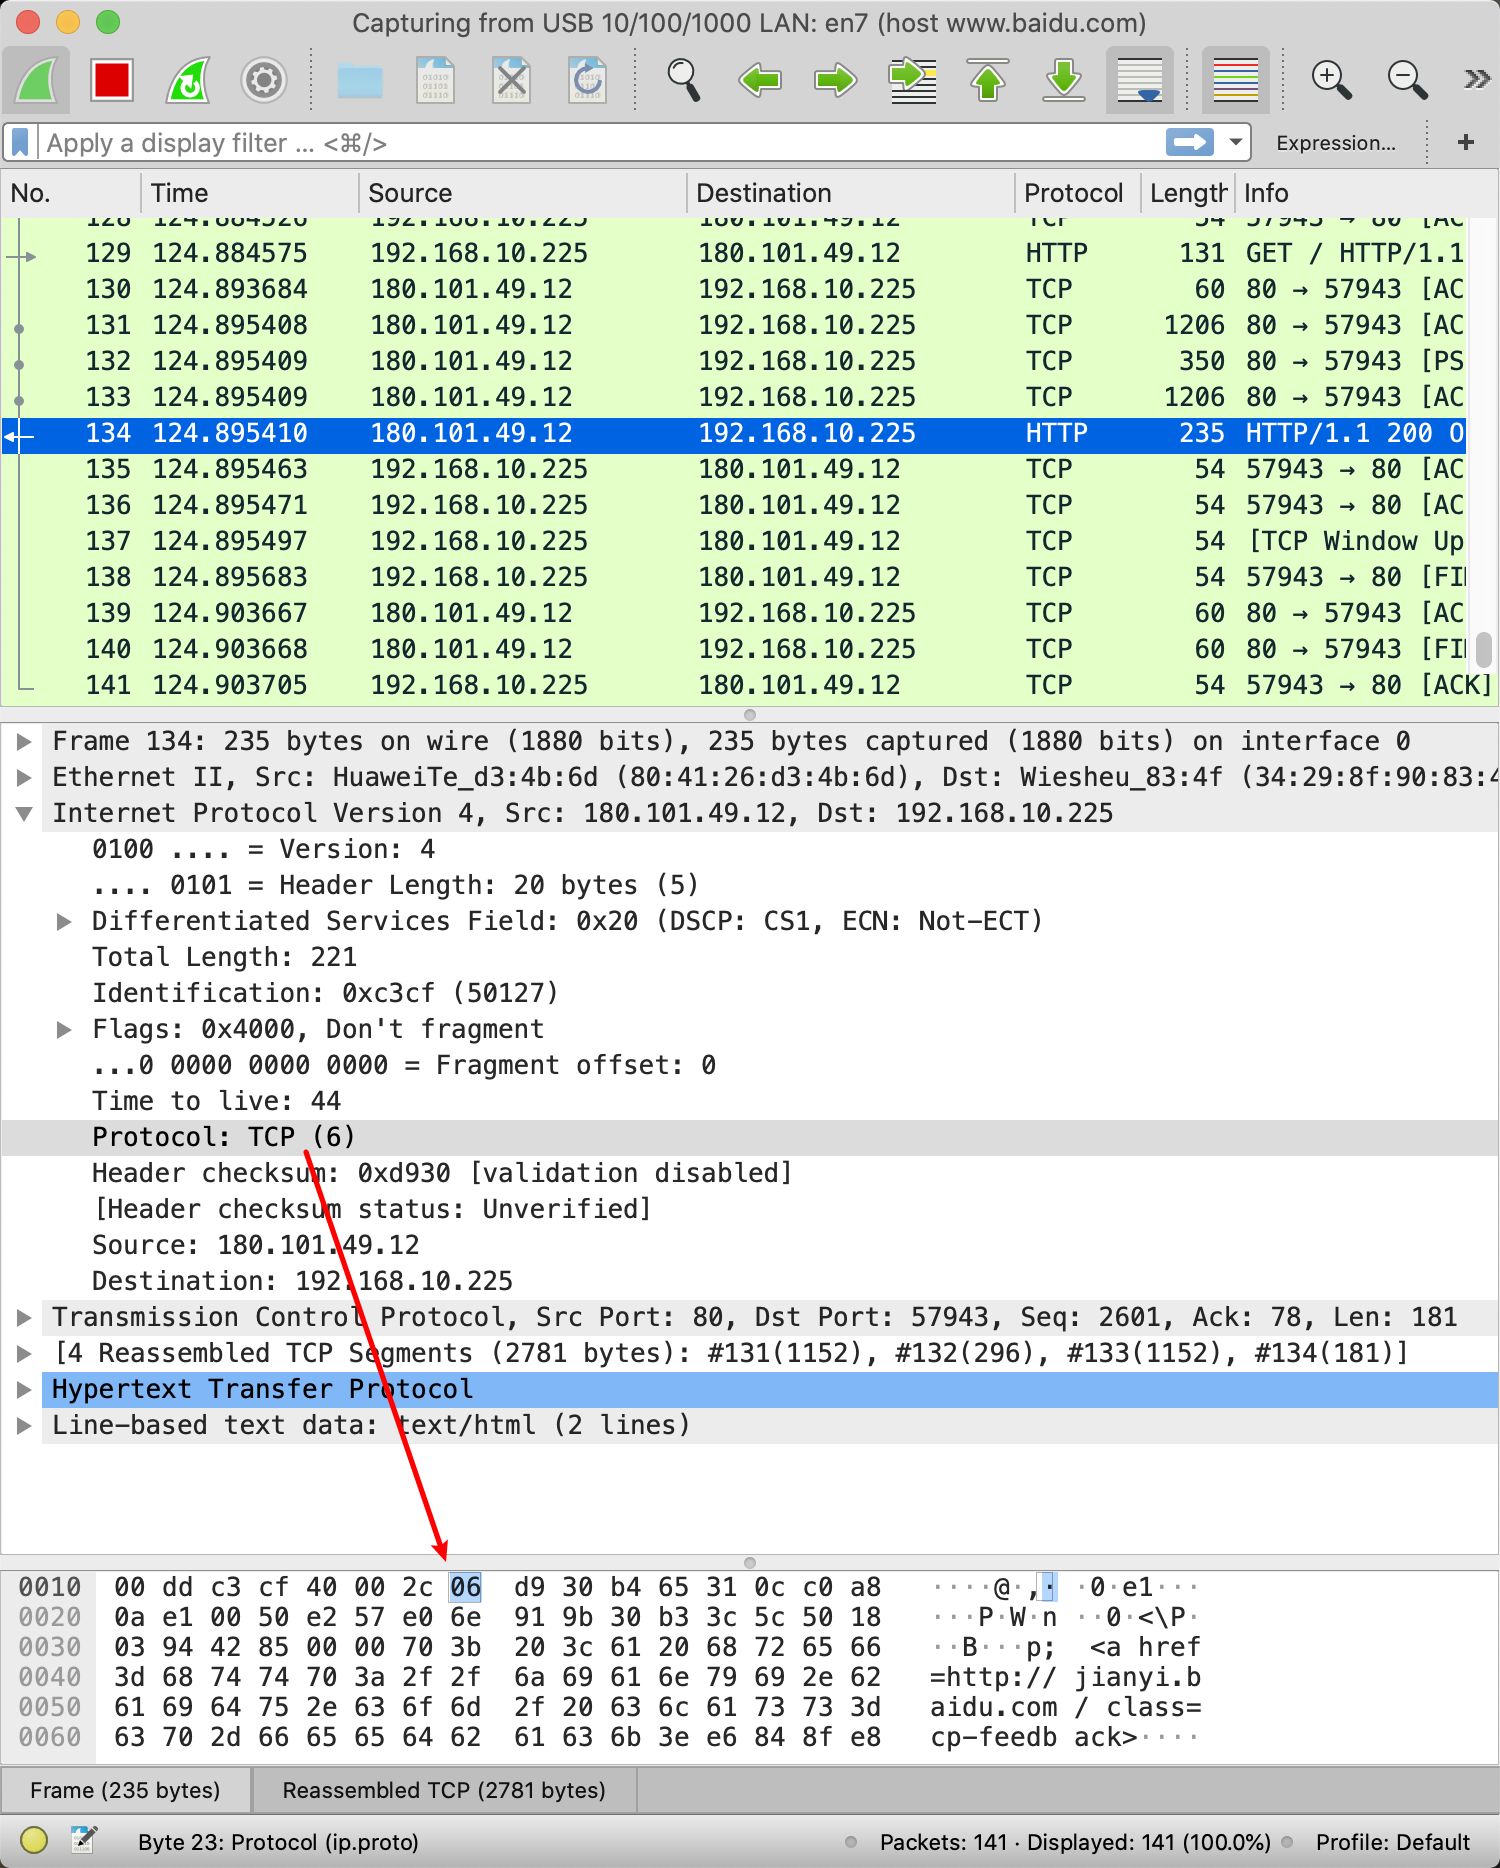 Capturing from USB 10/100/1000 LAN: en7 (host www.baidu.com)
Apply a display filter ... <⌘/>
Expression...
+
No. Time Source Destination Protocol Length Info
128 124.884526 192.168.10.225 180.101.49.12 TCP 54 57943 → 80 [AC
129 124.884575 192.168.10.225 180.101.49.12 HTTP 131 GET / HTTP/1.1
130 124.893684 180.101.49.12 192.168.10.225 TCP 60 80 → 57943 [AC
131 124.895408 180.101.49.12 192.168.10.225 TCP 1206 80 → 57943 [AC
132 124.895409 180.101.49.12 192.168.10.225 TCP 350 80 → 57943 [PS
133 124.895409 180.101.49.12 192.168.10.225 TCP 1206 80 → 57943 [AC
134 124.895410 180.101.49.12 192.168.10.225 HTTP 235 HTTP/1.1 200 O
135 124.895463 192.168.10.225 180.101.49.12 TCP 54 57943 → 80 [AC
136 124.895471 192.168.10.225 180.101.49.12 TCP 54 57943 → 80 [AC
137 124.895497 192.168.10.225 180.101.49.12 TCP 54 [TCP Window Up
138 124.895683 192.168.10.225 180.101.49.12 TCP 54 57943 → 80 [FI
139 124.903667 180.101.49.12 192.168.10.225 TCP 60 80 → 57943 [AC
140 124.903668 180.101.49.12 192.168.10.225 TCP 60 80 → 57943 [FI
141 124.903705 192.168.10.225 180.101.49.12 TCP 54 57943 → 80 [ACK]
Frame 134: 235 bytes on wire (1880 bits), 235 bytes captured (1880 bits) on interface 0
Ethernet II, Src: HuaweiTe_d3:4b:6d (80:41:26:d3:4b:6d), Dst: Wiesheu_83:4f (34:29:8f:90:83:4
Internet Protocol Version 4, Src: 180.101.49.12, Dst: 192.168.10.225
0100 .... = Version: 4
.... 0101 = Header Length: 20 bytes (5)
Differentiated Services Field: 0x20 (DSCP: CS1, ECN: Not-ECT)
Total Length: 221
Identification: 0xc3cf (50127)
Flags: 0x4000, Don't fragment
...0 0000 0000 0000 = Fragment offset: 0
Time to live: 44
Protocol: TCP (6)
Header checksum: 0xd930 [validation disabled]
[Header checksum status: Unverified]
Source: 180.101.49.12
Destination: 192.168.10.225
Transmission Control Protocol, Src Port: 80, Dst Port: 57943, Seq: 2601, Ack: 78, Len: 181
[4 Reassembled TCP Segments (2781 bytes): #131(1152), #132(296), #133(1152), #134(181)]
Hypertext Transfer Protocol
Line-based text data: text/html (2 lines)
0010 00 dd c3 cf 40 00 2c 06 d9 30 b4 65 31 0c c0 a8 ····@·,· ·0·e1···
0020 0a e1 00 50 e2 57 e0 6e 91 9b 30 b3 3c 5c 50 18 ···P·W·n ··0·<\P·
0030 03 94 42 85 00 00 70 3b 20 3c 61 20 68 72 65 66 ··B···p; <a href
0040 3d 68 74 74 70 3a 2f 2f 6a 69 61 6e 79 69 2e 62 =http:// jianyi.b
0050 61 69 64 75 2e 63 6f 6d 2f 20 63 6c 61 73 73 3d aidu.com / class=
0060 63 70 2d 66 65 65 64 62 61 63 6b 3e e6 84 8f e8 cp-feedb ack>····
Frame (235 bytes) Reassembled TCP (2781 bytes)
Byte 23: Protocol (ip.proto) Packets: 141 · Displayed: 141 (100.0%) Profile: Default